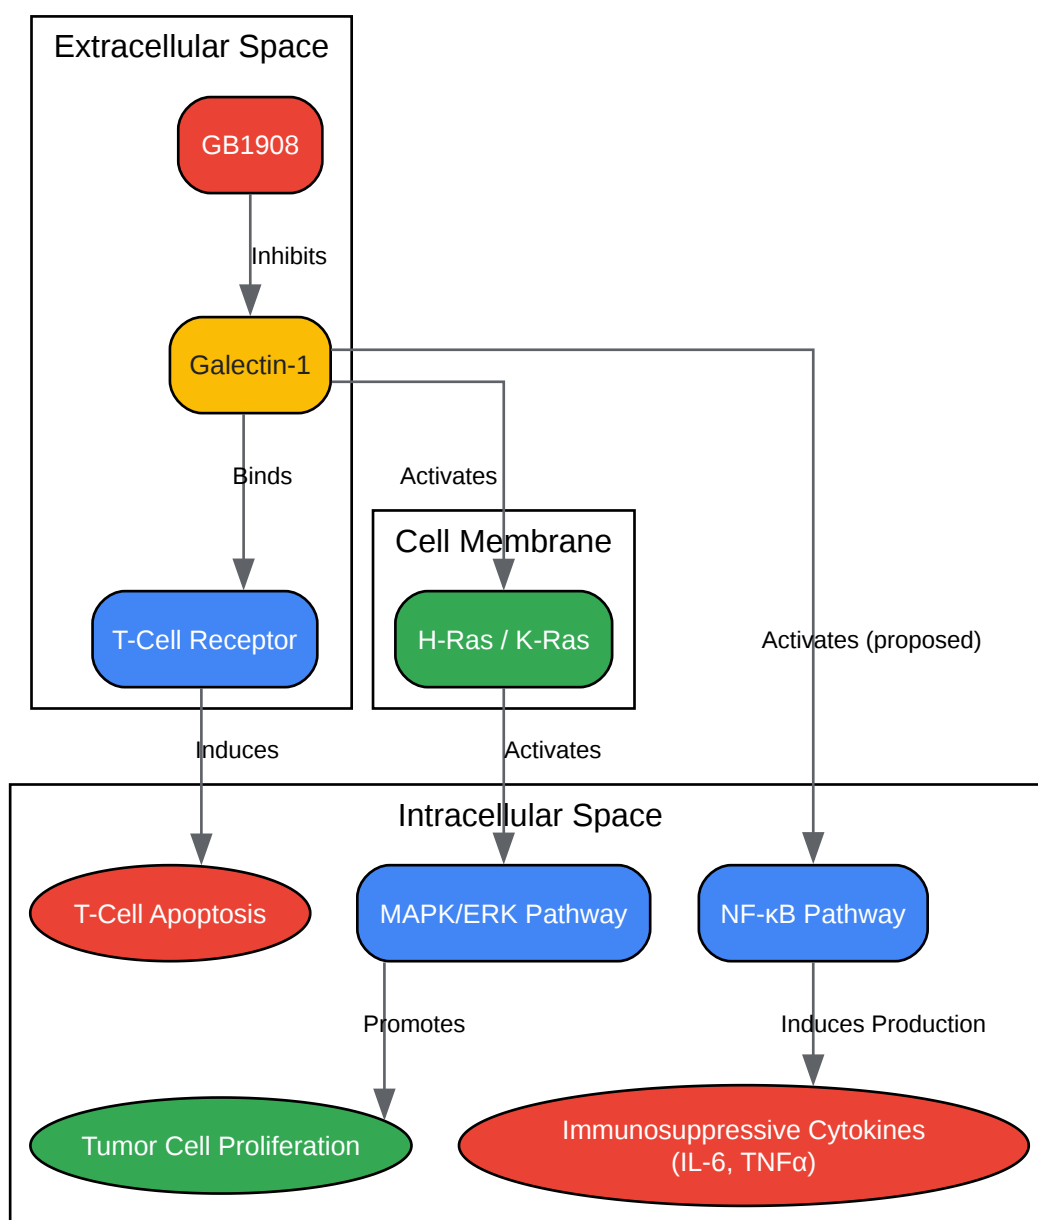 Extracellular Space
GB1908
Inhibits
Galectin-1
Binds
Activates
Cell Membrane
T-Cell Receptor
H-Ras / K-Ras
Activates (proposed)
Induces
Activates
Intracellular Space
T-Cell Apoptosis
MAPK/ERK Pathway
NF-κB Pathway
Promotes
Induces Production
Tumor Cell Proliferation
Immunosuppressive Cytokines
(IL-6, TNFα)